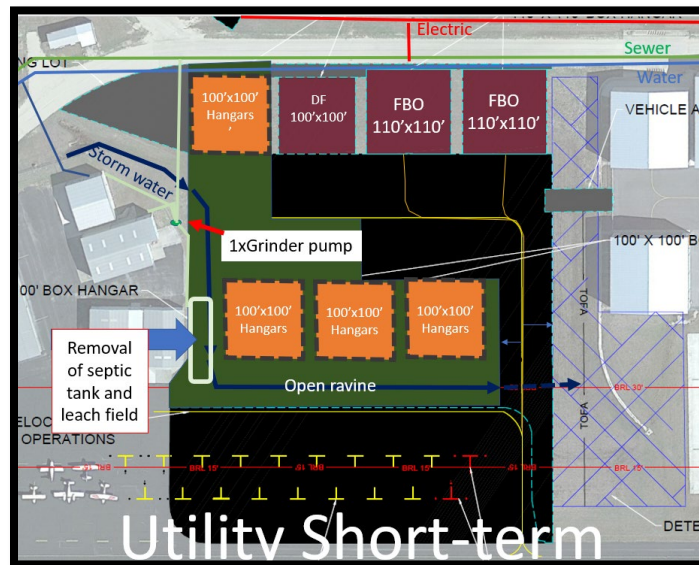 Electric
Sewer
Water
LOT
100'x100'
Hangars
'
DF
100'x100'
FBO
110'x110'
FBO
110'x110'
VEHICLE A
Storm water
1xGrinder pump
100' X 100' B
00' BOX HANGAR
100'x100'
Hangars
100'x100'
Hangars
100'x100'
Hangars
TOFA
Removal
of septic
tank and
leach field
Open ravine
BRL 30'
TOFA
ELOC
OPERATIONS
BRL 15'
BRL 15'
BRL 15'
BRL 15'
DETE
Utility Short-term